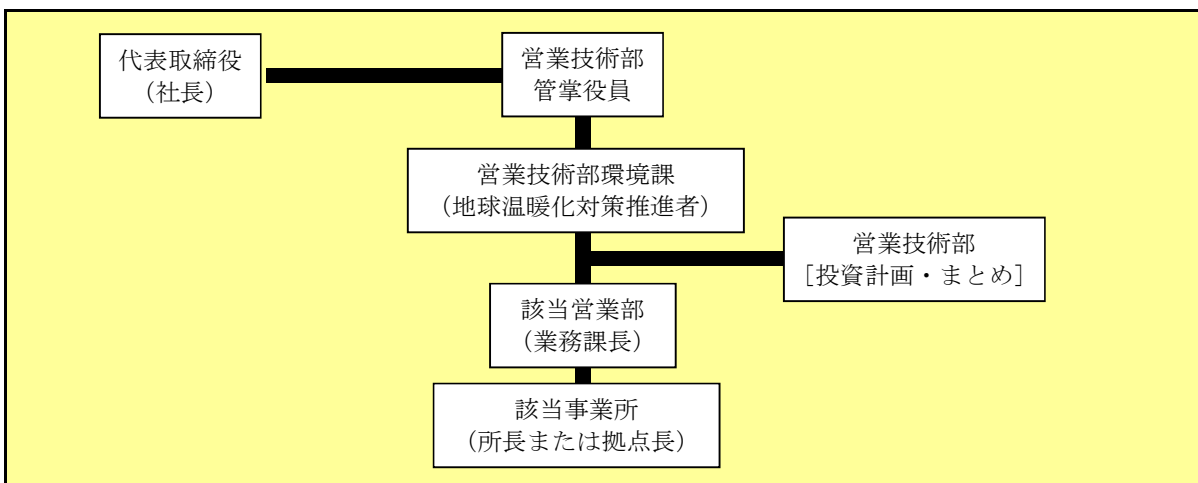 代表取締役
（社長）
営業技術部
管掌役員
営業技術部環境課
（地球温暖化対策推進者）
営業技術部
［投資計画・まとめ］
該当営業部
（業務課長）
該当事業所
（所長または拠点長）